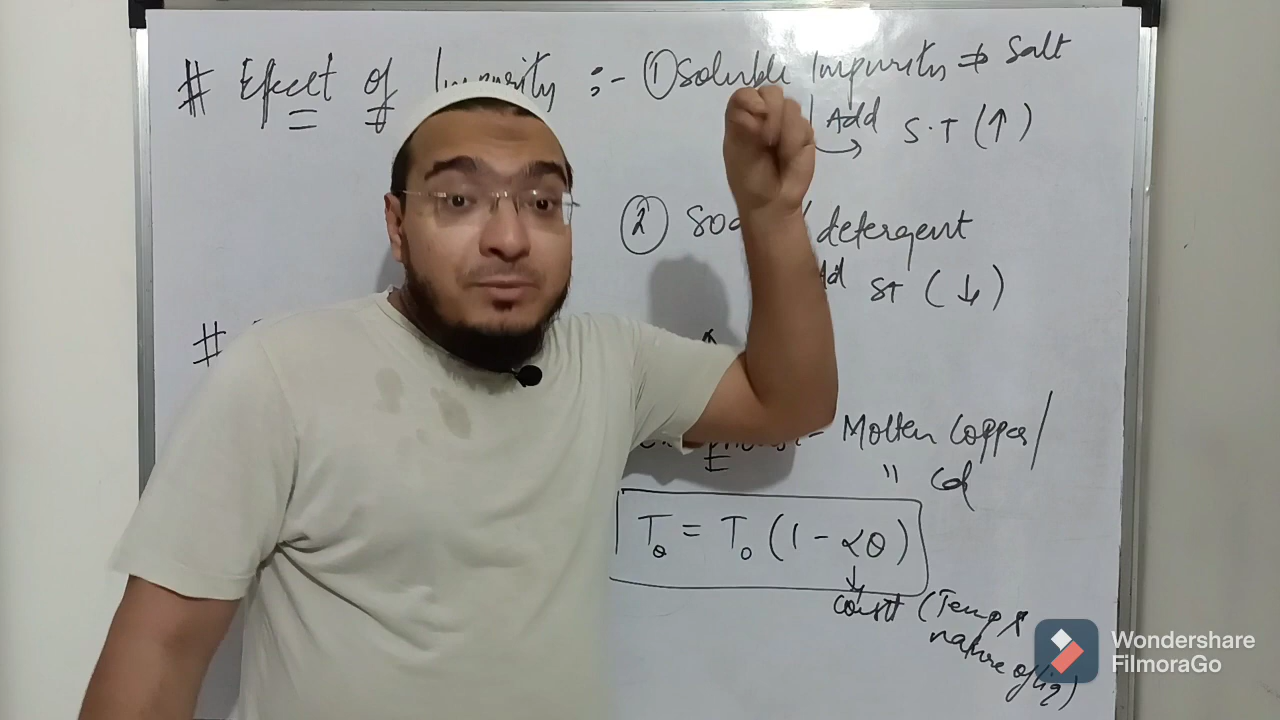 # Effect of Impurity :- ① Soluble Impurity ⇒ Salt
Add S.T (↑)
② detergent
ST (↓)
#
Molten Copper/
" Cd
T₀ = T₀ (1 - αθ)
↓
const (Temp &
nature of liq)
Wondershare
FilmoraGo